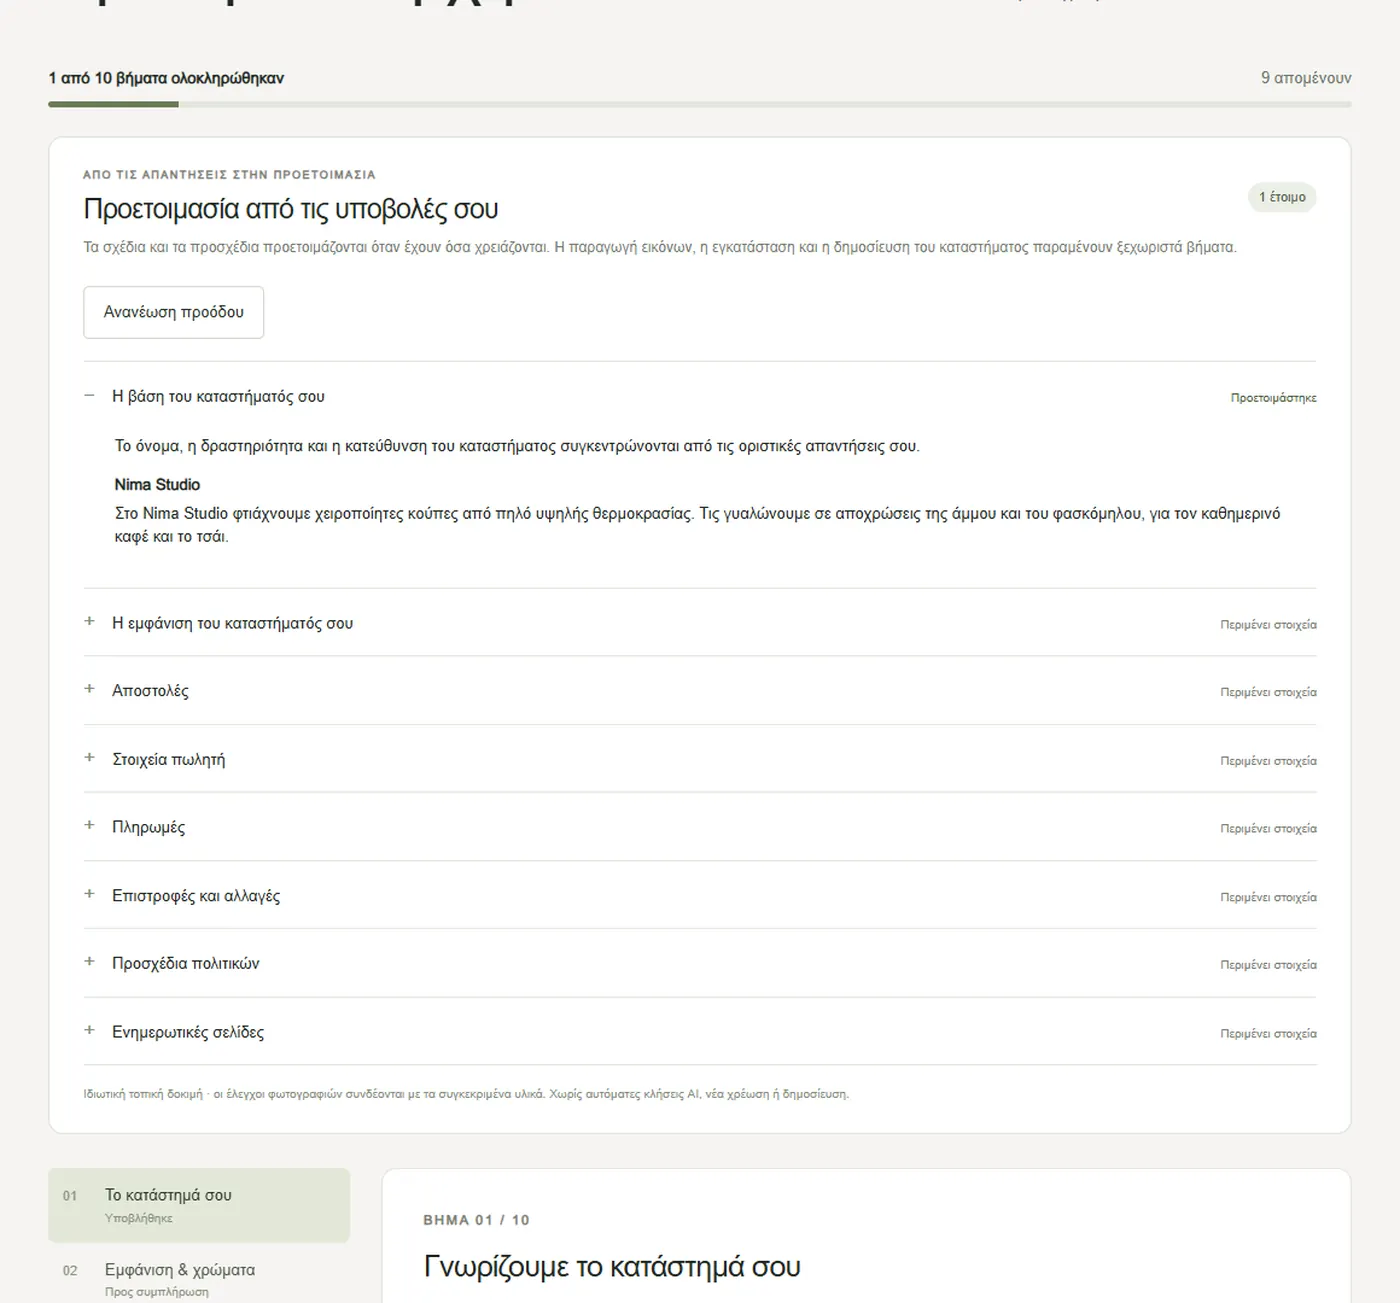 1 από 10 βήματα ολοκληρώθηκαν
9 απομένουν
ΑΠΟ ΤΙΣ ΑΠΑΝΤΗΣΕΙΣ ΣΤΗΝ ΠΡΟΕΤΟΙΜΑΣΙΑ
Προετοιμασία από τις υποβολές σου
1 έτοιμο
Τα σχέδια και τα προσχέδια προετοιμάζονται όταν έχουν όσα χρειάζονται. Η παραγωγή εικόνων, η εγκατάσταση και η δημοσίευση του καταστήματος παραμένουν ξεχωριστά βήματα.
Ανανέωση προόδου
− Η βάση του καταστήματός σου
Προετοιμάστηκε
Το όνομα, η δραστηριότητα και η κατεύθυνση του καταστήματος συγκεντρώνονται από τις οριστικές απαντήσεις σου.
Nima Studio
Στο Nima Studio φτιάχνουμε χειροποίητες κούπες από πηλό υψηλής θερμοκρασίας. Τις γυαλώνουμε σε αποχρώσεις της άμμου και του φασκόμηλου, για τον καθημερινό
καφέ και το τσάι.
+ Η εμφάνιση του καταστήματός σου
Περιμένει στοιχεία
+ Αποστολές
Περιμένει στοιχεία
+ Στοιχεία πωλητή
Περιμένει στοιχεία
+ Πληρωμές
Περιμένει στοιχεία
+ Επιστροφές και αλλαγές
Περιμένει στοιχεία
+ Προσχέδια πολιτικών
Περιμένει στοιχεία
+ Ενημερωτικές σελίδες
Περιμένει στοιχεία
Ιδιωτική τοπική δοκιμή · οι έλεγχοι φωτογραφιών συνδέονται με τα συγκεκριμένα υλικά. Χωρίς αυτόματες κλήσεις AI, νέα χρέωση ή δημοσίευση.
01 Το κατάστημά σου
Υποβλήθηκε
02 Εμφάνιση & χρώματα
Προς συμπλήρωση
ΒΗΜΑ 01 / 10
Γνωρίζουμε το κατάστημά σου